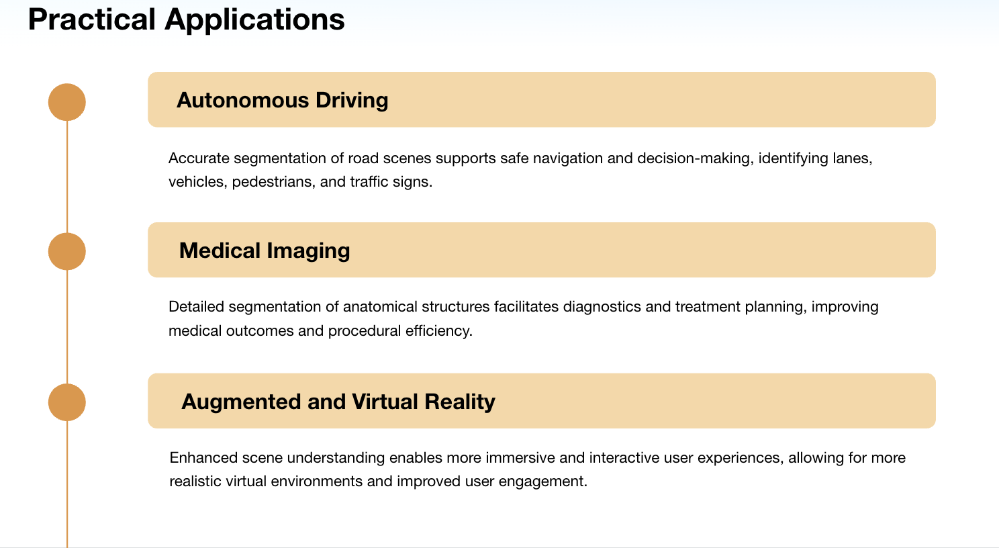 Practical Applications
Autonomous Driving
Accurate segmentation of road scenes supports safe navigation and decision-making, identifying lanes,
vehicles, pedestrians, and traffic signs.
Medical Imaging
Detailed segmentation of anatomical structures facilitates diagnostics and treatment planning, improving
medical outcomes and procedural efficiency.
Augmented and Virtual Reality
Enhanced scene understanding enables more immersive and interactive user experiences, allowing for more
realistic virtual environments and improved user engagement.